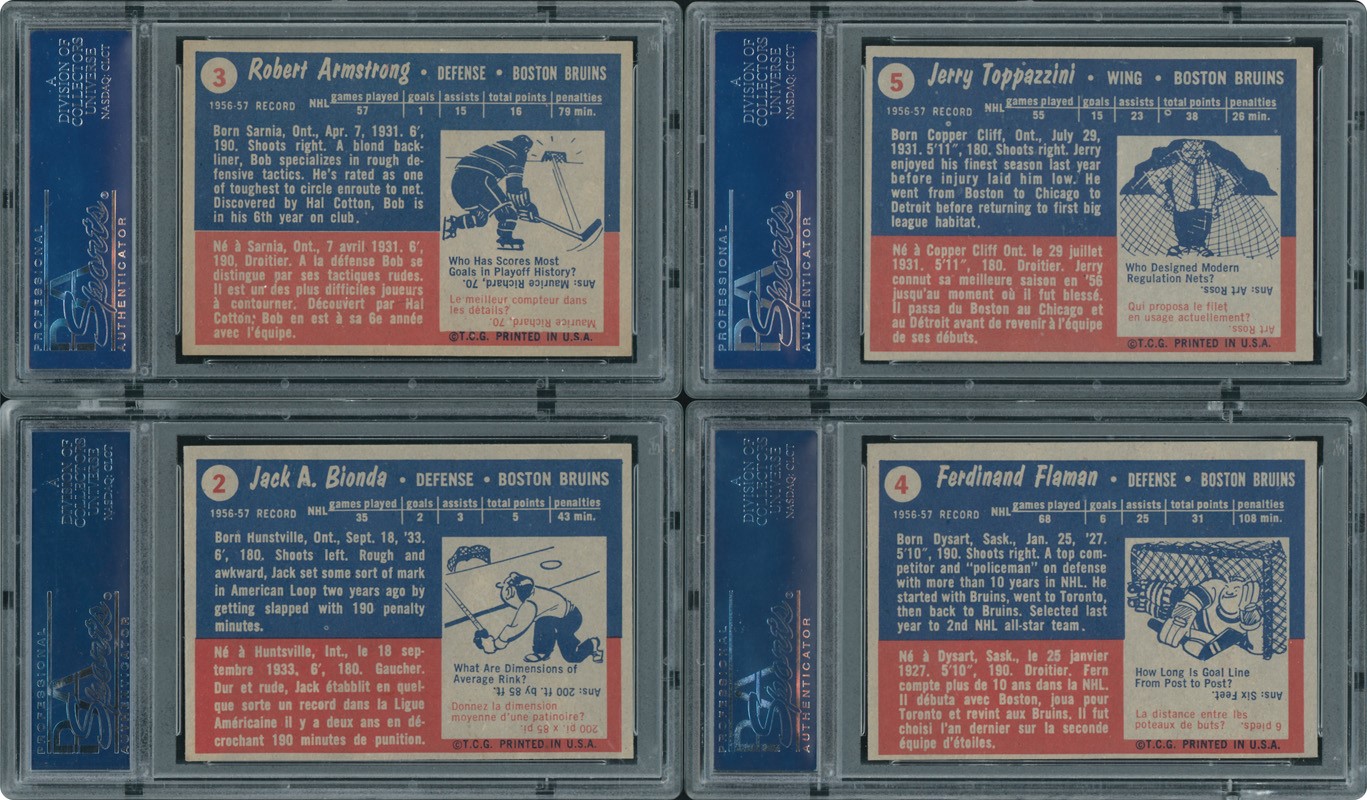 A
DIVISION OF
COLLECTORS
UNIVERSE
NASDAQ: CLCT
PROFESSIONAL
PSA
Sports®
AUTHENTICATOR
3 Robert Armstrong • DEFENSE • BOSTON BRUINS
1956-57 RECORD NHL games played goals assists total points penalties
57 1 15 16 79 min.
Born Sarnia, Ont., Apr. 7, 1931. 6',
190. Shoots right. A blond back-
liner, Bob specializes in rough de-
fensive tactics. He's rated as one
of toughest to circle enroute to net.
Discovered by Hal Cotton, Bob is
in his 6th year on club.
Né à Sarnia, Ont., 7 avril 1931. 6',
190, Droitier. A la défense Bob se
distingue par ses tactiques rudes.
Il est un des plus difficiles joueurs
à contourner. Découvert par Hal
Cotton; Bob en est à sa 6e année
avec l'équipe.
Who Has Scores Most
Goals in Playoff History?
Ans: Maurice Richard, 70.
Le meilleur compteur dans
les détails?
Maurice Richard, 70.
©T.C.G. PRINTED IN U.S.A.
A
DIVISION OF
COLLECTORS
UNIVERSE
NASDAQ: CLCT
PROFESSIONAL
PSA
Sports®
AUTHENTICATOR
5 Jerry Toppazzini • WING • BOSTON BRUINS
1956-57 RECORD NHL games played goals assists total points penalties
55 15 23 38 26 min.
Born Copper Cliff, Ont., July 29,
1931. 5'11", 180. Shoots right. Jerry
enjoyed his finest season last year
before injury laid him low. He
went from Boston to Chicago to
Detroit before returning to first big
league habitat.
Né à Copper Cliff Ont. le 29 juillet
1931. 5'11", 180. Droitier. Jerry
connut sa meilleure saison en '56
jusqu'au moment où il fut blessé.
Il passa du Boston au Chicago et
au Détroit avant de revenir à l'équipe
de ses débuts.
Who Designed Modern
Regulation Nets?
Ans: Art Ross.
Qui proposa le filet
en usage actuellement?
Art Ross.
©T.C.G. PRINTED IN U.S.A.
A
DIVISION OF
COLLECTORS
UNIVERSE
NASDAQ: CLCT
PROFESSIONAL
PSA
Sports®
AUTHENTICATOR
2 Jack A. Bionda • DEFENSE • BOSTON BRUINS
1956-57 RECORD NHL games played goals assists total points penalties
35 2 3 5 43 min.
Born Hunstville, Ont., Sept. 18, '33.
6', 180. Shoots left. Rough and
awkward, Jack set some sort of mark
in American Loop two years ago by
getting slapped with 190 penalty
minutes.
Né à Huntsville, Int., le 18 sep-
tembre 1933. 6', 180. Gaucher.
Dur et rude, Jack établit en quel-
que sorte un record dans la Ligue
Américaine il y a deux ans en dé-
crochant 190 minutes de punition.
What Are Dimensions of
Average Rink?
Ans: 200 ft. by 85 ft.
Donnez la dimension
moyenne d'une patinoire?
200 pi. x 85 pi.
©T.C.G. PRINTED IN U.S.A.
A
DIVISION OF
COLLECTORS
UNIVERSE
NASDAQ: CLCT
PROFESSIONAL
PSA
Sports®
AUTHENTICATOR
4 Ferdinand Flaman • DEFENSE • BOSTON BRUINS
1956-57 RECORD NHL games played goals assists total points penalties
68 6 25 31 108 min.
Born Dysart, Sask., Jan. 25, '27.
5'10", 190. Shoots right. A top com-
petitor and "policeman" on defense
with more than 10 years in NHL. He
started with Bruins, went to Toronto,
then back to Bruins. Selected last
year to 2nd NHL all-star team.
Né à Dysart, Sask., le 25 janvier
1927. 5'10", 190. Droitier. Fern
compte plus de 10 ans dans la NHL.
Il débuta avec Boston, joua pour
Toronto et revint aux Bruins. Il fut
choisi l'an dernier sur la seconde
équipe d'étoiles.
How Long Is Goal Line
From Post to Post?
Ans: Six Feet.
La distance entre les
poteaux de buts?
6 pieds.
©T.C.G. PRINTED IN U.S.A.